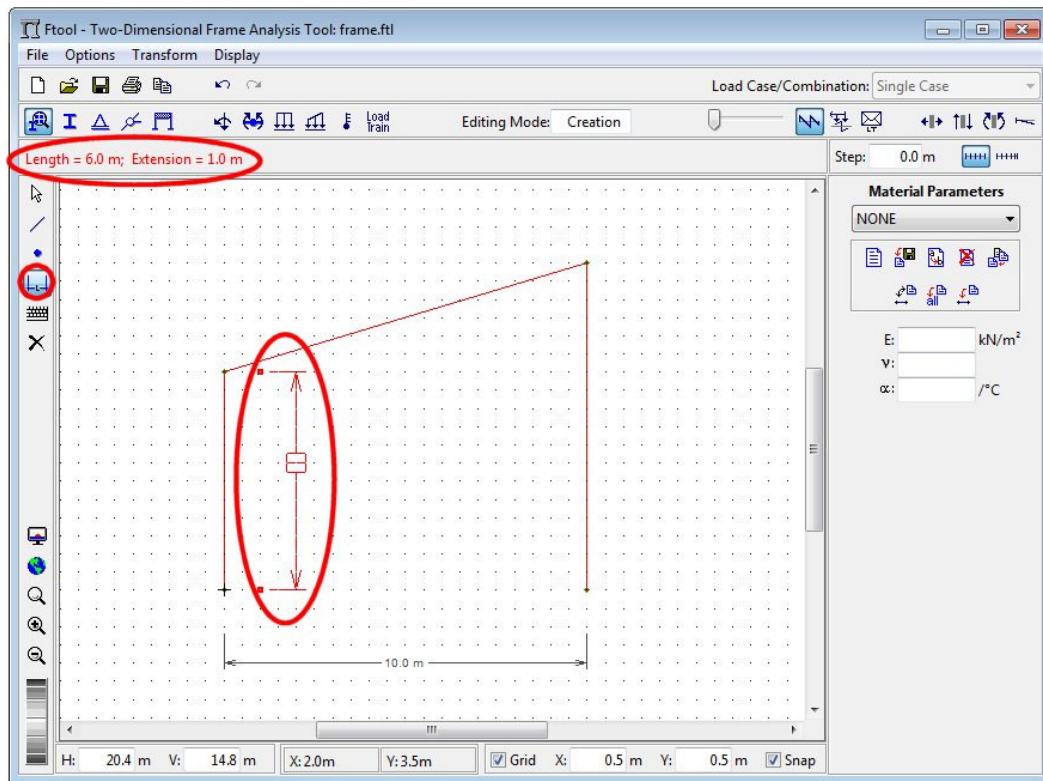 Ftool - Two-Dimensional Frame Analysis Tool: frame.ftl
File Options Transform Display
Load Case/Combination: Single Case
Load Train
Editing Mode: Creation
LT
Length = 6.0 m; Extension = 1.0 m
Step: 0.0 m
Material Parameters
NONE
all
E: kN/m²
ν:
α: /°C
L
10.0 m
H: 20.4 m V: 14.8 m X: 2.0m Y: 3.5m Grid X: 0.5 m Y: 0.5 m Snap